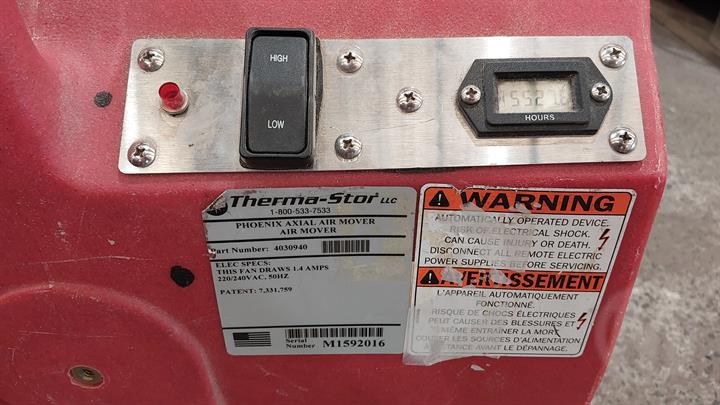 HIGH
LOW
HOURS
Therma-Stor LLC
1-800-533-7533
PHOENIX AXIAL AIR MOVER
AIR MOVER
Part Number: 4030940
ELEC SPECS:
THIS FAN DRAWS 1.4 AMPS
220/240VAC, 50HZ
PATENT: 7,331,759
Serial
Number M1592016
WARNING
AUTOMATICALLY OPERATED DEVICE.
RISK OF ELECTRICAL SHOCK.
CAN CAUSE INJURY OR DEATH.
DISCONNECT ALL REMOTE ELECTRIC
POWER SUPPLIES BEFORE SERVICING.
AVERTISSEMENT
L'APPAREIL AUTOMATIQUEMENT
FONCTIONNÉ.
RISQUE DE CHOCS ÉLECTRIQUES
PEUT CAUSER DES BLESSURES ET
MÊME ENTRAÎNER LA MORT.
COUPER LES SOURCES D'ALIMENTATION
À DISTANCE AVANT LE DÉPANNAGE.